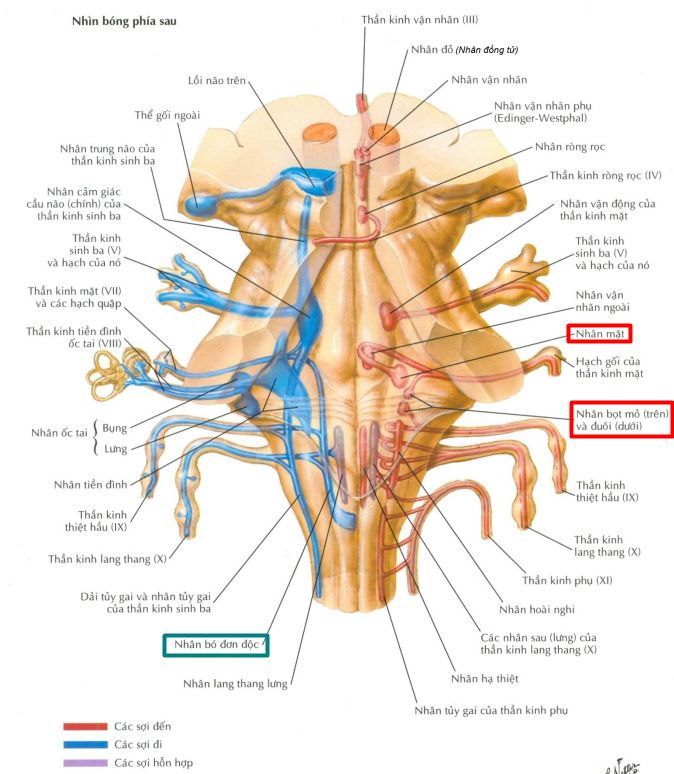 Nhìn bóng phía sau
Thần kinh vận nhãn (III)
Nhân đỏ (Nhân đồng tử)
Lồi não trên
Nhân vận nhãn
Thể gối ngoài
Nhân vận nhãn phụ
(Edinger-Westphal)
Nhân trung não của
thần kinh sinh ba
Nhân ròng rọc
Thần kinh ròng rọc (IV)
Nhân cảm giác
cầu não (chính) của
thần kinh sinh ba
Nhân vận động của
thần kinh mặt
Thần kinh
sinh ba (V)
và hạch của nó
Thần kinh
sinh ba (V)
và hạch của nó
Thần kinh mặt (VII)
và các hạch quặp
Nhân vận
nhãn ngoài
Thần kinh tiền đình
ốc tai (VIII)
Nhân mặt
Hạch gối của
thần kinh mặt
Nhân ốc tai
Bụng
Lưng
Nhân bọt mỏ (trên)
và đuôi (dưới)
Nhân tiền đình
Thần kinh
thiệt hầu (IX)
Thần kinh
thiệt hầu (IX)
Thần kinh lang thang (X)
Thần kinh
lang thang (X)
Thần kinh phụ (XI)
Dải tủy gai và nhân tủy gai
của thần kinh sinh ba
Nhân hoài nghi
Nhân bó đơn độc
Các nhân sau (lưng) của
thần kinh lang thang (X)
Nhân lang thang lưng
Nhân hạ thiệt
Nhân tủy gai của thần kinh phụ
Các sợi đến
Các sợi đi
Các sợi hỗn hợp